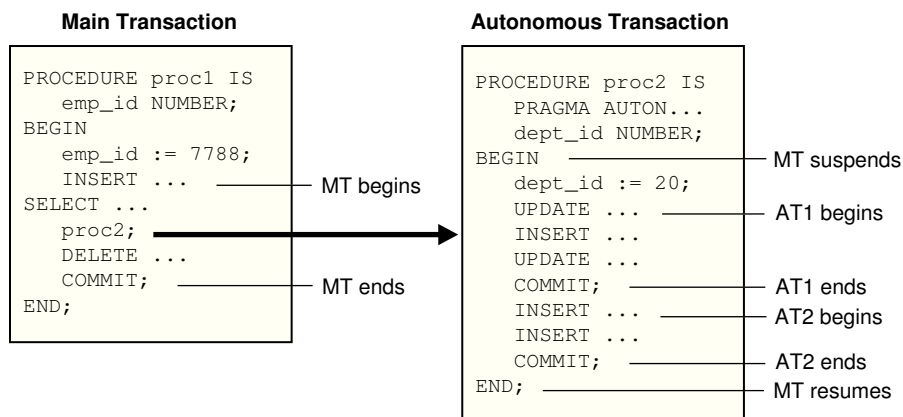 Main Transaction
PROCEDURE proc1 IS
emp_id NUMBER;
BEGIN
emp_id := 7788;
INSERT ... MT begins
SELECT ...
proc2;
DELETE ...
COMMIT; MT ends
END;
Autonomous Transaction
PROCEDURE proc2 IS
PRAGMA AUTON...
dept_id NUMBER;
BEGIN MT suspends
dept_id := 20;
UPDATE ... AT1 begins
INSERT ...
UPDATE ...
COMMIT; AT1 ends
INSERT ... AT2 begins
INSERT ...
COMMIT; AT2 ends
END; MT resumes